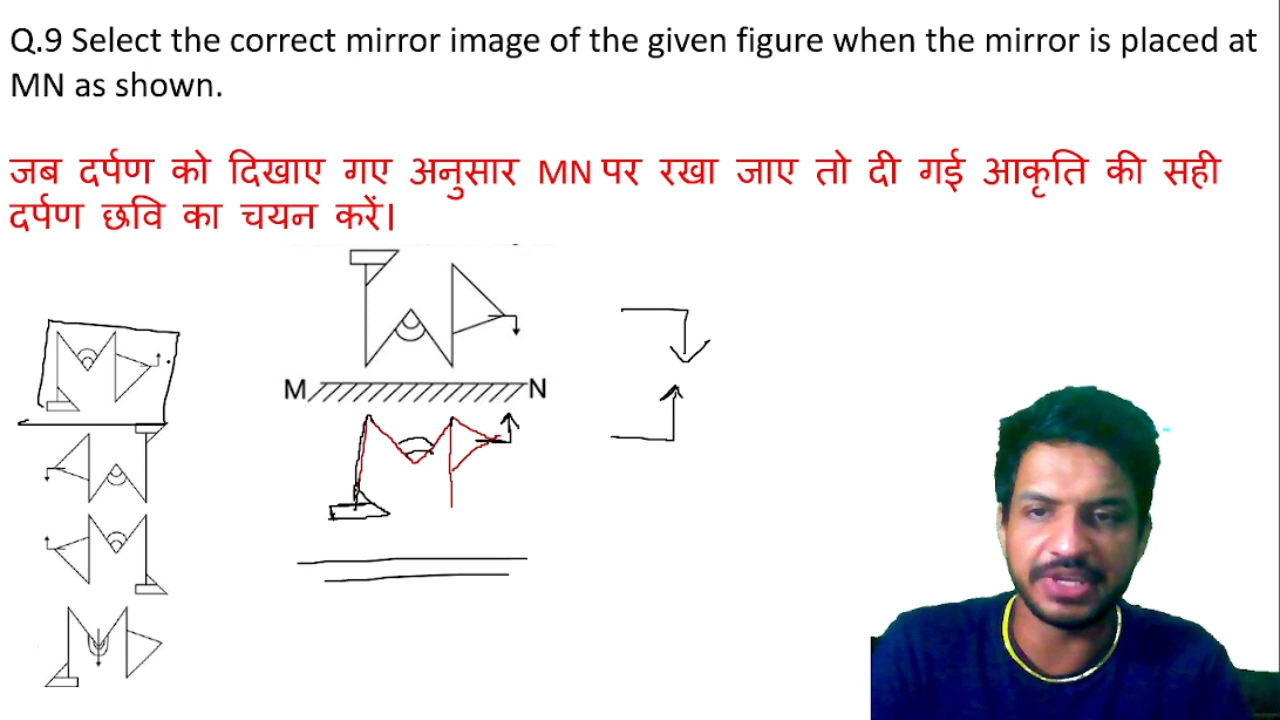 Q.9 Select the correct mirror image of the given figure when the mirror is placed at
MN as shown.
जब दर्पण को दिखाए गए अनुसार MN पर रखा जाए तो दी गई आकृति की सही
दर्पण छवि का चयन करें।
M N